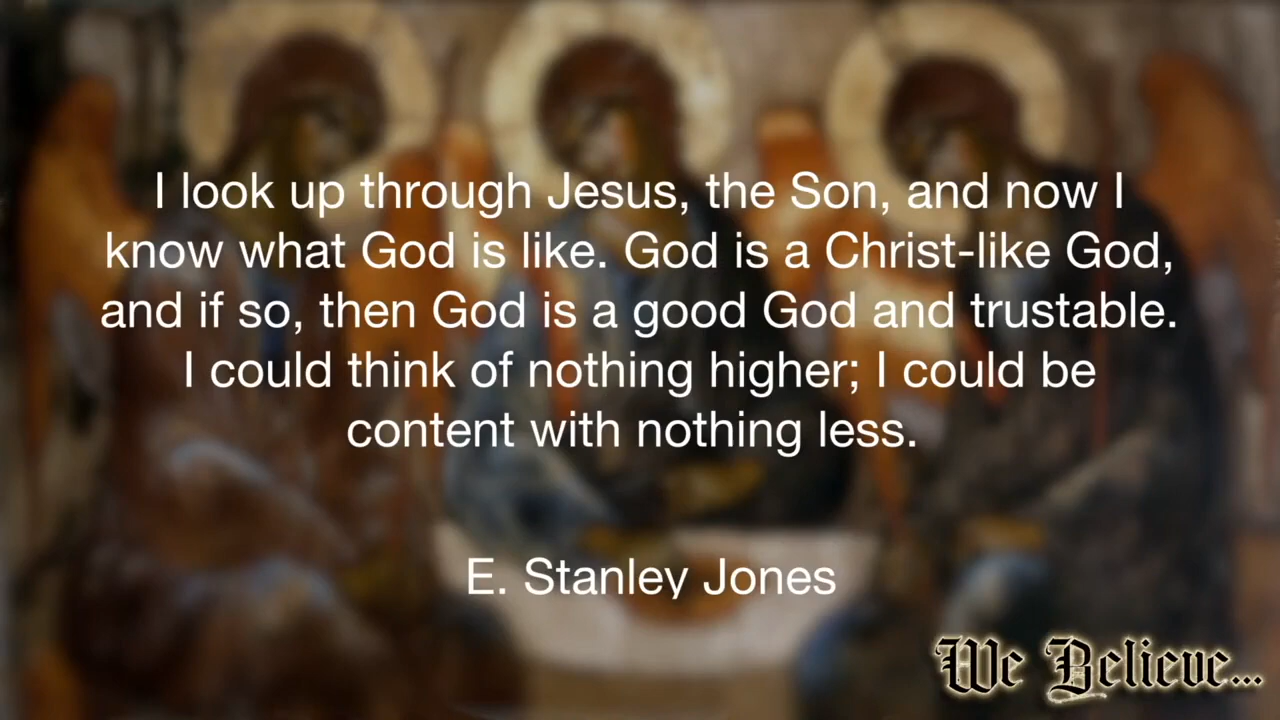 I look up through Jesus, the Son, and now I
know what God is like. God is a Christ-like God,
and if so, then God is a good God and trustable.
I could think of nothing higher; I could be
content with nothing less.
E. Stanley Jones
We Believe...